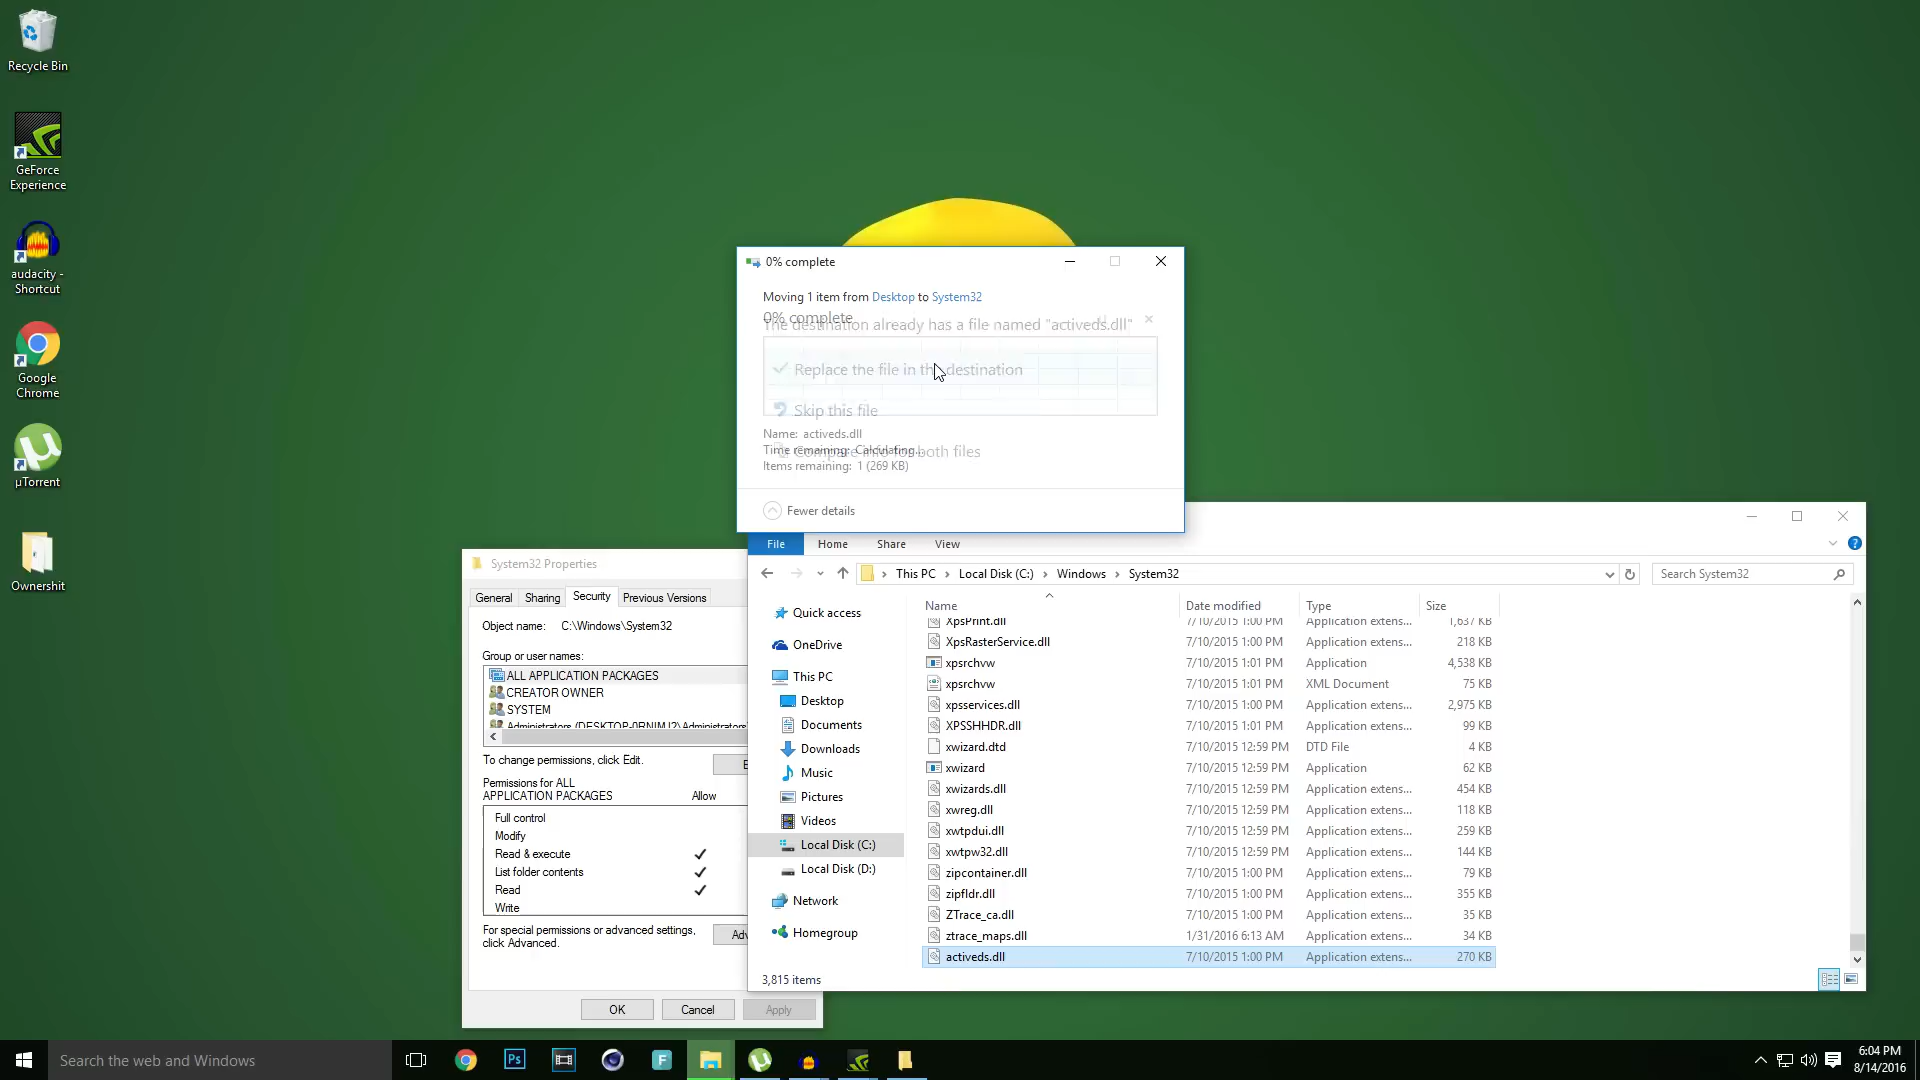 Recycle Bin
GeForce
Experience
audacity -
Shortcut
Google
Chrome
µTorrent
Ownershit
0% complete
Moving 1 item from Desktop to System32
0% complete
The destination already has a file named "activeds.dll"
Replace the file in the destination
Skip this file
Name: activeds.dll
Time remaining: Calculating...
Compare info for both files
Items remaining: 1 (269 KB)
Fewer details
System32 Properties
General Sharing Security Previous Versions
Object name: C:\Windows\System32
Group or user names:
ALL APPLICATION PACKAGES
CREATOR OWNER
SYSTEM
Administrators (DESKTOP-0RNIMJ2\Administrators
To change permissions, click Edit.
E
Permissions for ALL
APPLICATION PACKAGES Allow
Full control
Modify
Read & execute
List folder contents
Read
Write
For special permissions or advanced settings,
click Advanced.
Adv
OK Cancel Apply
File Home Share View
This PC Local Disk (C:) Windows System32
Search System32
Quick access
OneDrive
This PC
Desktop
Documents
Downloads
Music
Pictures
Videos
Local Disk (C:)
Local Disk (D:)
Network
Homegroup
Name Date modified Type Size
XpsPrint.dll 7/10/2015 1:00 PM Application extens... 1,637 KB
XpsRasterService.dll 7/10/2015 1:00 PM Application extens... 218 KB
xpsrchvw 7/10/2015 1:01 PM Application 4,538 KB
xpsrchvw 7/10/2015 1:01 PM XML Document 75 KB
xpsservices.dll 7/10/2015 1:00 PM Application extens... 2,975 KB
XPSSHHDR.dll 7/10/2015 1:01 PM Application extens... 99 KB
xwizard.dtd 7/10/2015 12:59 PM DTD File 4 KB
xwizard 7/10/2015 12:59 PM Application 62 KB
xwizards.dll 7/10/2015 12:59 PM Application extens... 454 KB
xwreg.dll 7/10/2015 12:59 PM Application extens... 118 KB
xwtpdui.dll 7/10/2015 12:59 PM Application extens... 259 KB
xwtpw32.dll 7/10/2015 12:59 PM Application extens... 144 KB
zipcontainer.dll 7/10/2015 1:00 PM Application extens... 79 KB
zipfldr.dll 7/10/2015 1:00 PM Application extens... 355 KB
ZTrace_ca.dll 7/10/2015 1:00 PM Application extens... 35 KB
ztrace_maps.dll 1/31/2016 6:13 AM Application extens... 34 KB
activeds.dll 7/10/2015 1:00 PM Application extens... 270 KB
3,815 items
Search the web and Windows
Ps
F
6:04 PM
8/14/2016